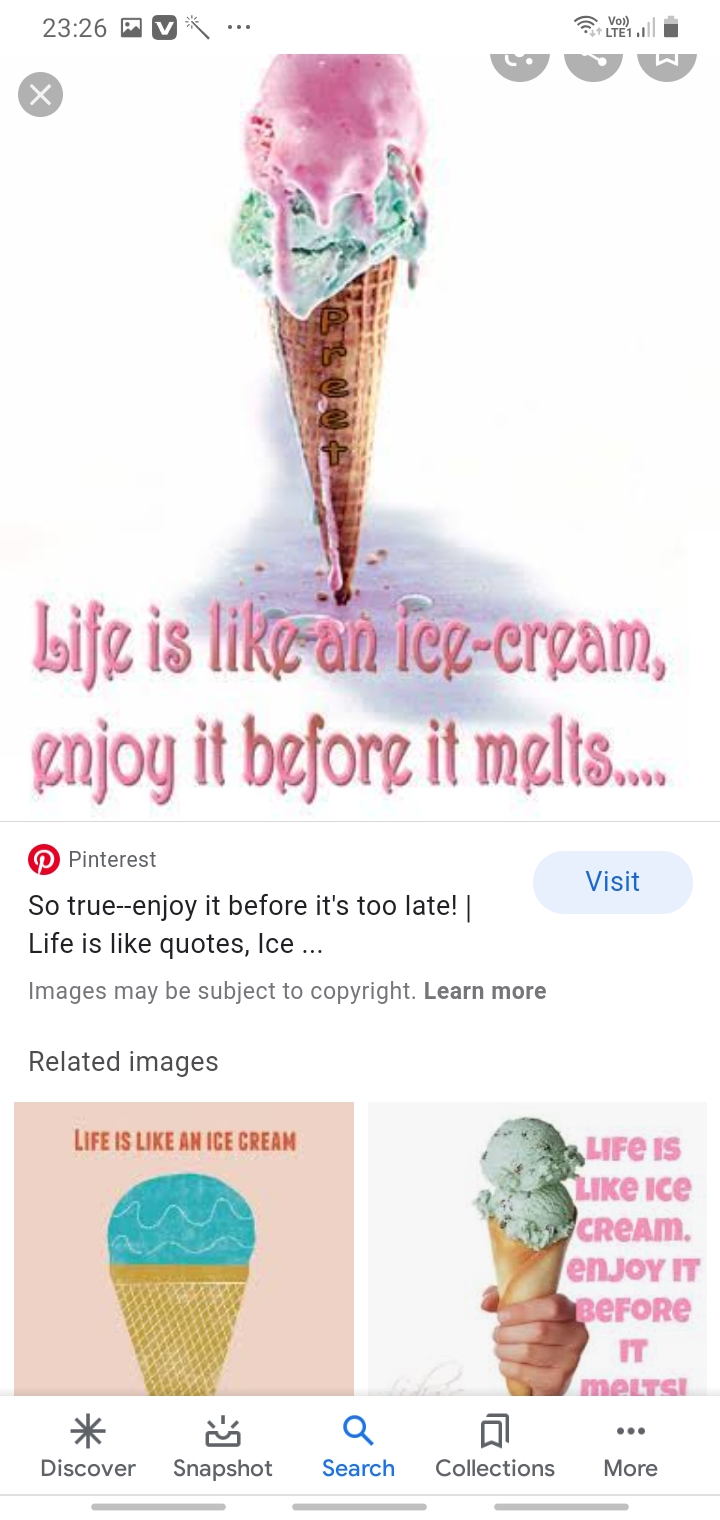 23:26
Vo))
LTE1
Preet
Life is like an ice-cream,
enjoy it before it melts....
Pinterest
Visit
So true--enjoy it before it's too late! |
Life is like quotes, Ice ...
Images may be subject to copyright. Learn more
Related images
LIFE IS LIKE AN ICE CREAM
LIFE IS
LIKE ICE
CREAM.
ENJOY IT
BEFORE
IT
MELTS!
Discover
Snapshot
Search
Collections
More